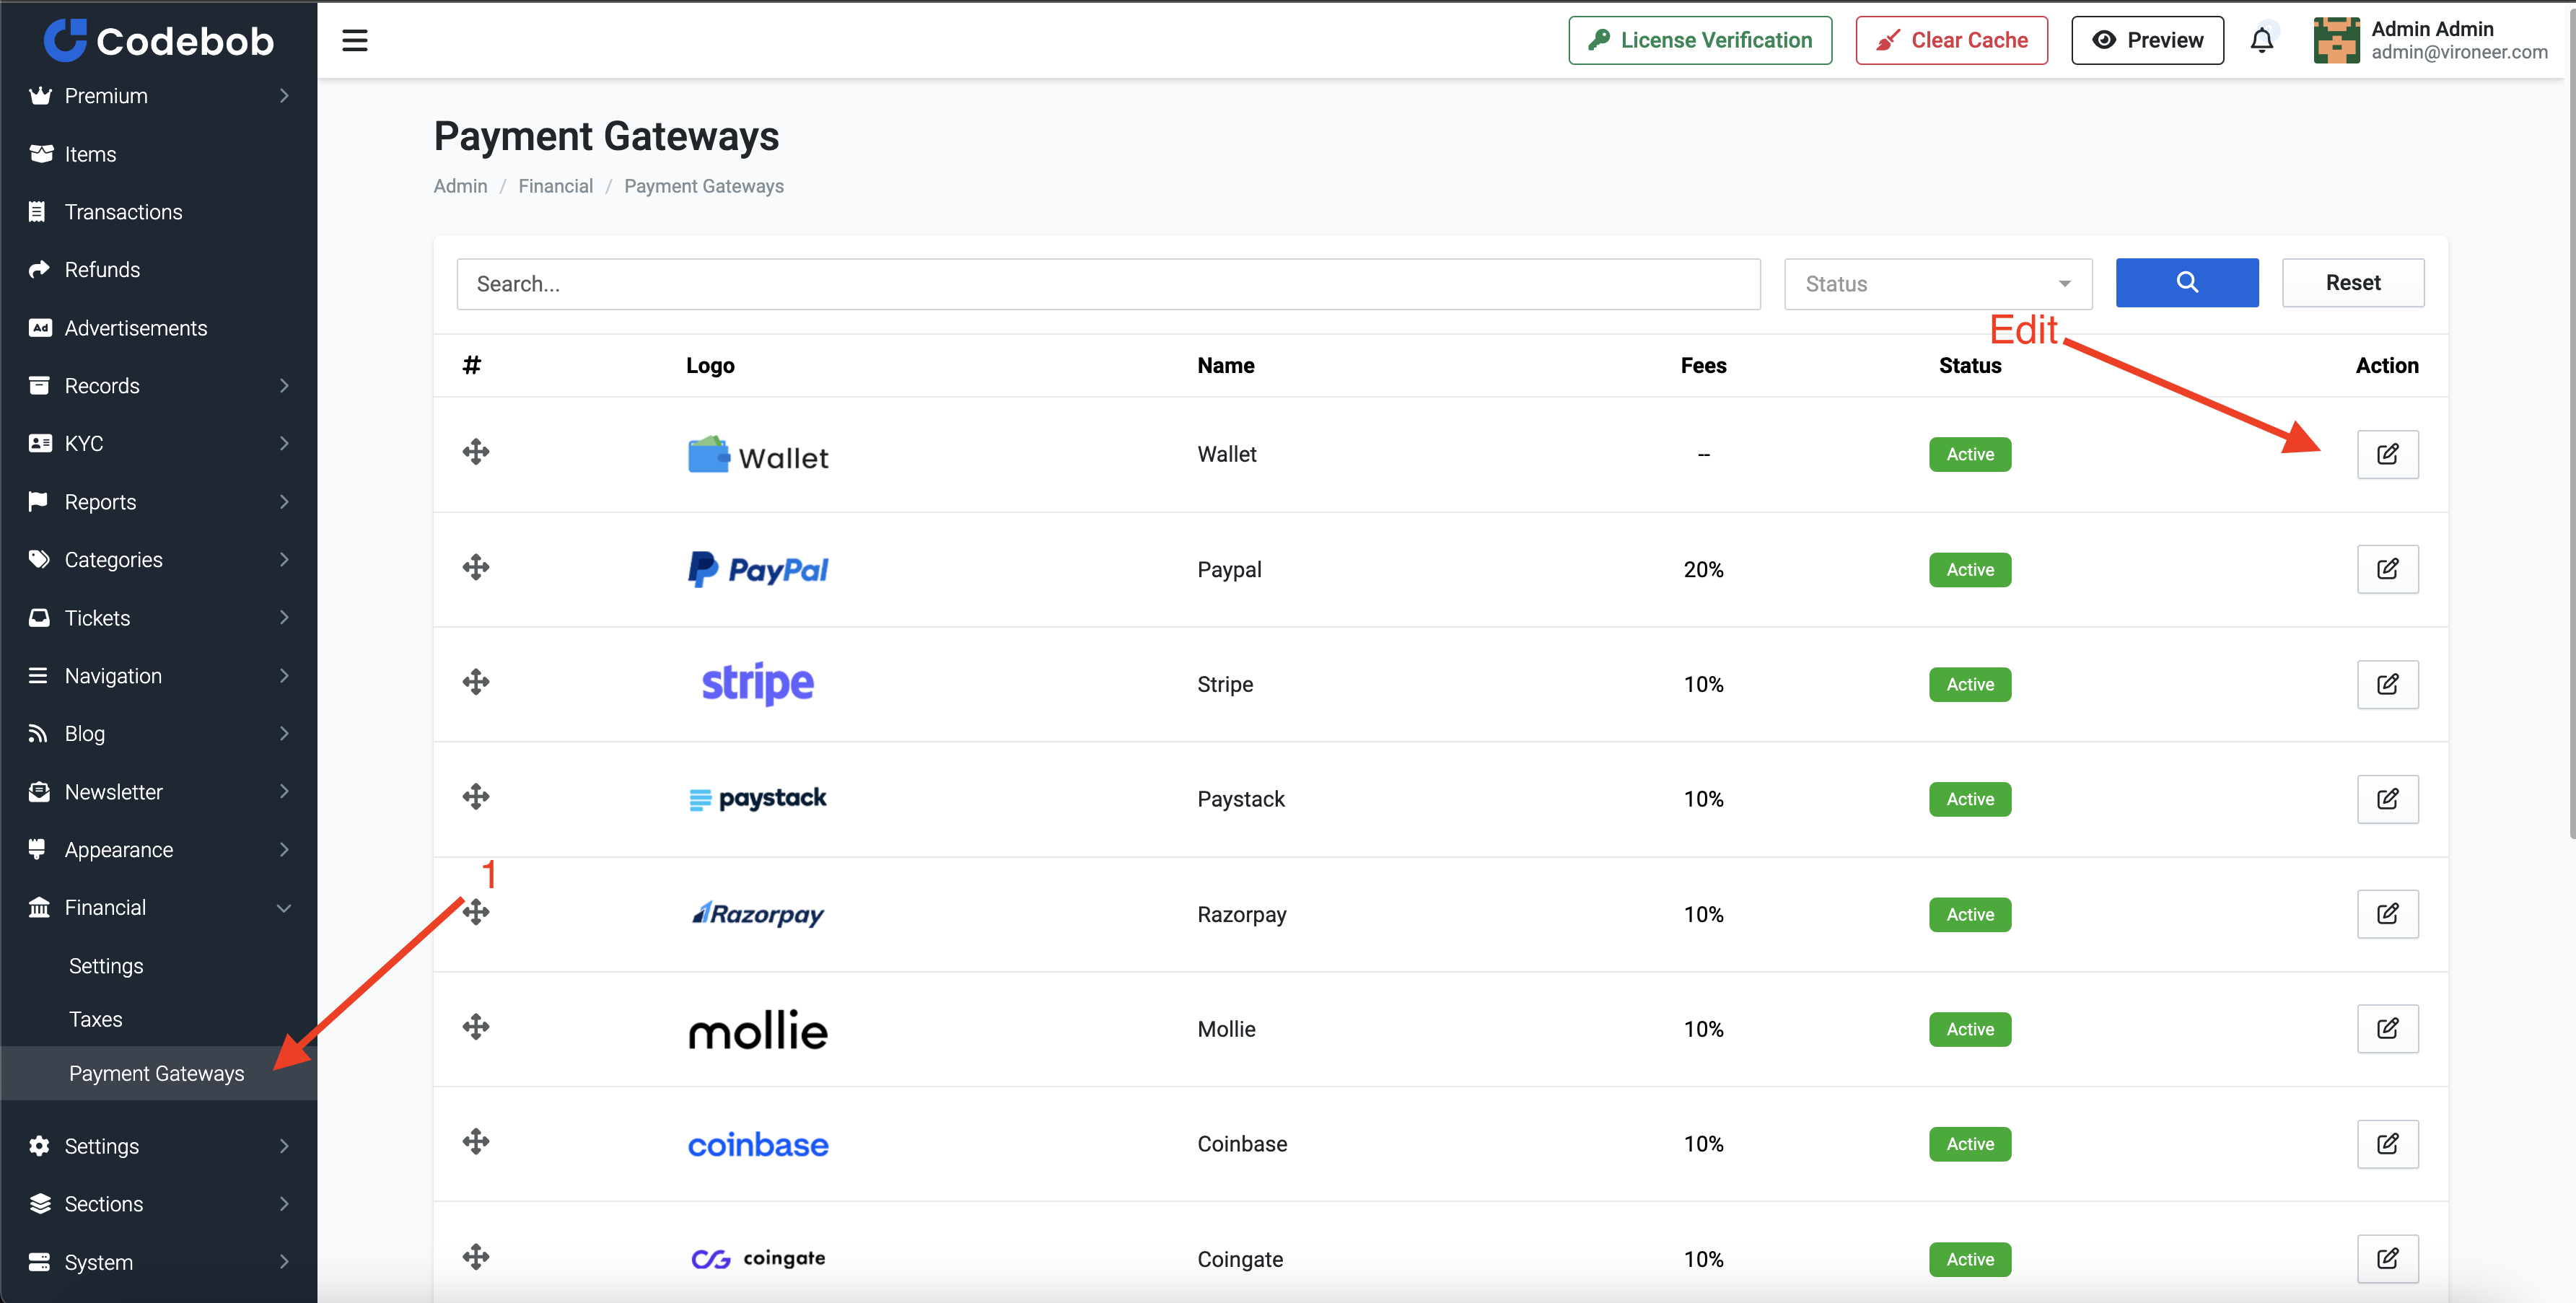 Codebob
License Verification
Clear Cache
Preview
Admin Admin
admin@vironeer.com
Premium
Items
Transactions
Refunds
Ad Advertisements
Records
KYC
Reports
Categories
Tickets
Navigation
Blog
Newsletter
Appearance
Financial
Settings
Taxes
Payment Gateways
Settings
Sections
System
1
Payment Gateways
Admin / Financial / Payment Gateways
Search...
Status
Reset
Edit
# Logo Name Fees Status Action
Wallet Wallet -- Active
PayPal Paypal 20% Active
stripe Stripe 10% Active
paystack Paystack 10% Active
Razorpay Razorpay 10% Active
mollie Mollie 10% Active
coinbase Coinbase 10% Active
coingate Coingate 10% Active